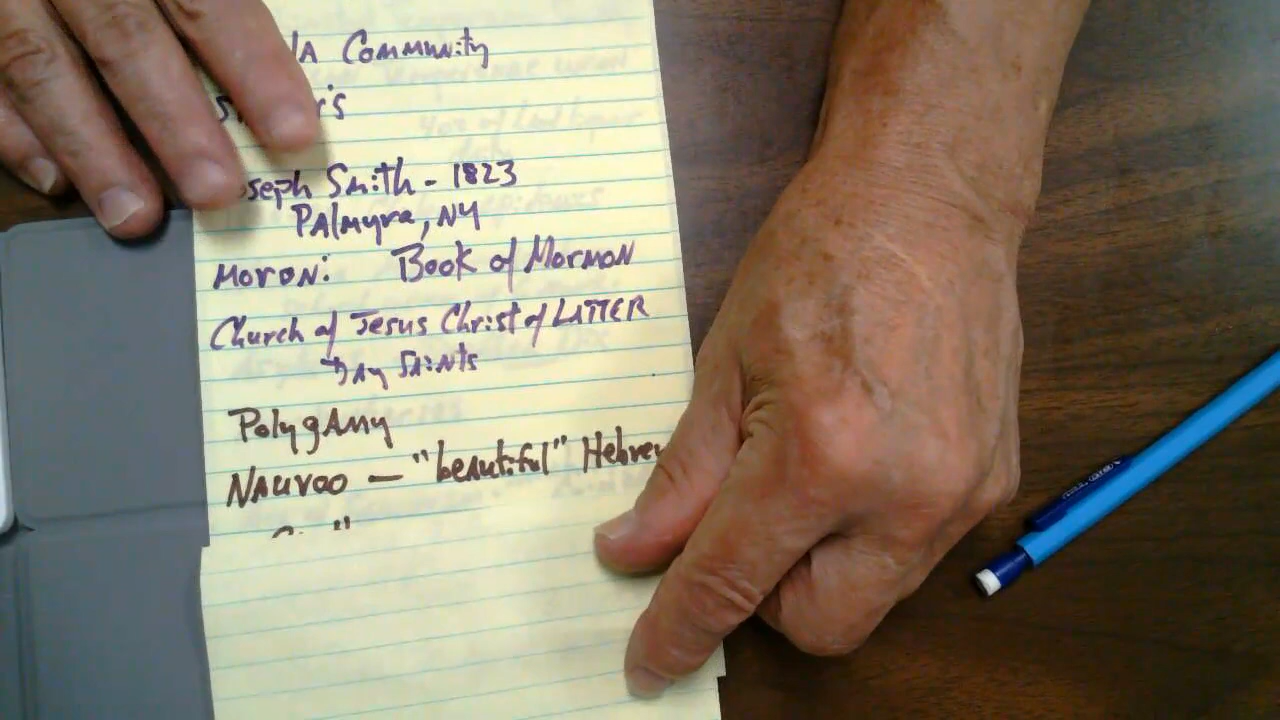 Community
Joseph Smith - 1823
Palmyra, NY
Moroni: Book of Mormon
Church of Jesus Christ of LATTER
Day Saints
Polygamy
Nauvoo — "beautiful" Hebrew